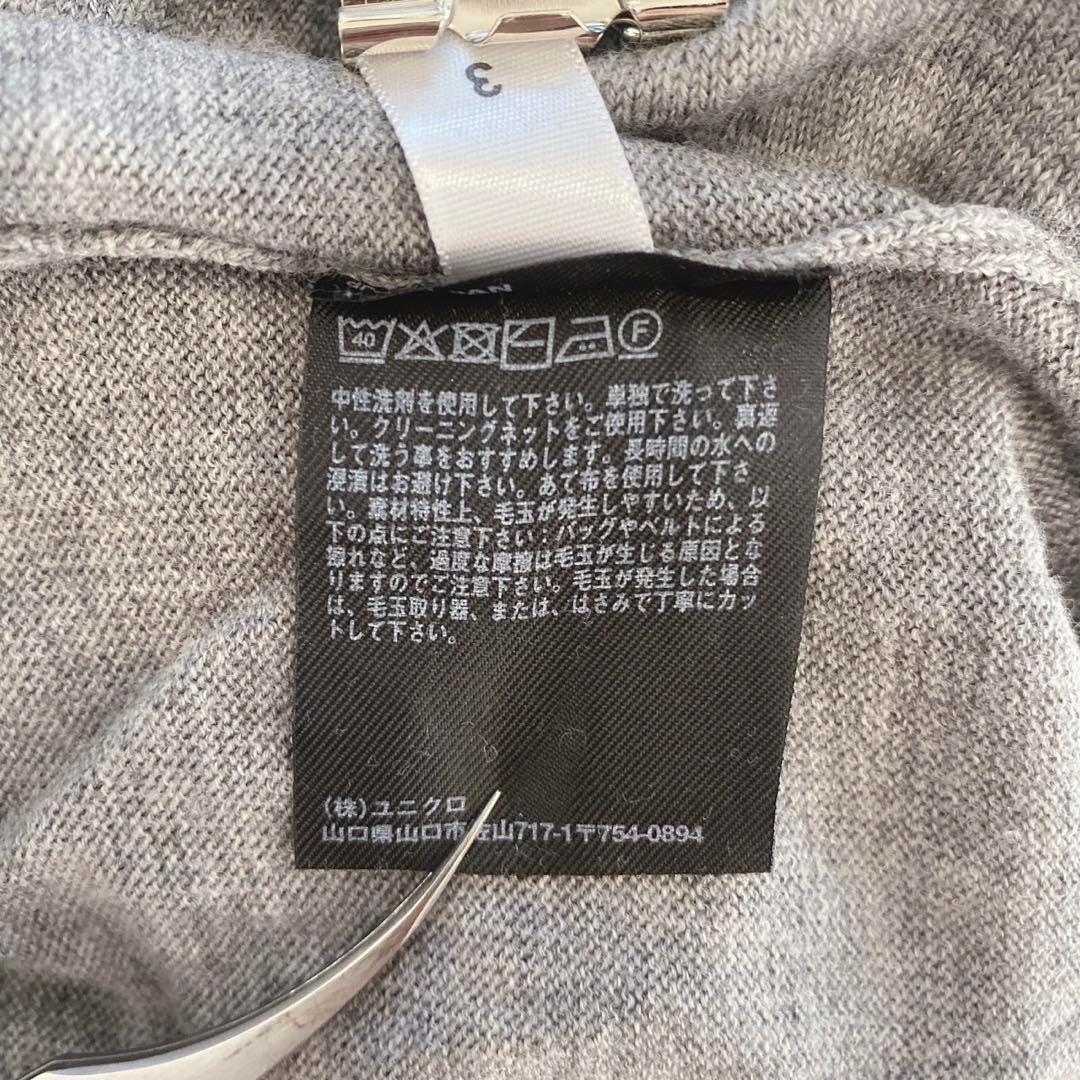 3
40
F
中性洗剤を使用して下さい。単独で洗って下さ
い。クリーニングネットをご使用下さい。裏返
して洗う事をおすすめします。長時間の水への
浸漬はお避け下さい。あて布を使用して下さ
い。素材特性上、毛玉が発生しやすいため、以
下の点にご注意下さい:バッグやベルトによる
擦れなど、過度な摩擦は毛玉が生じる原因とな
りますのでご注意下さい。毛玉が発生した場合
は、毛玉取り器、または、はさみで丁寧にカッ
トして下さい。
(株)ユニクロ
山口県山口市佐山717-1〒754-0894